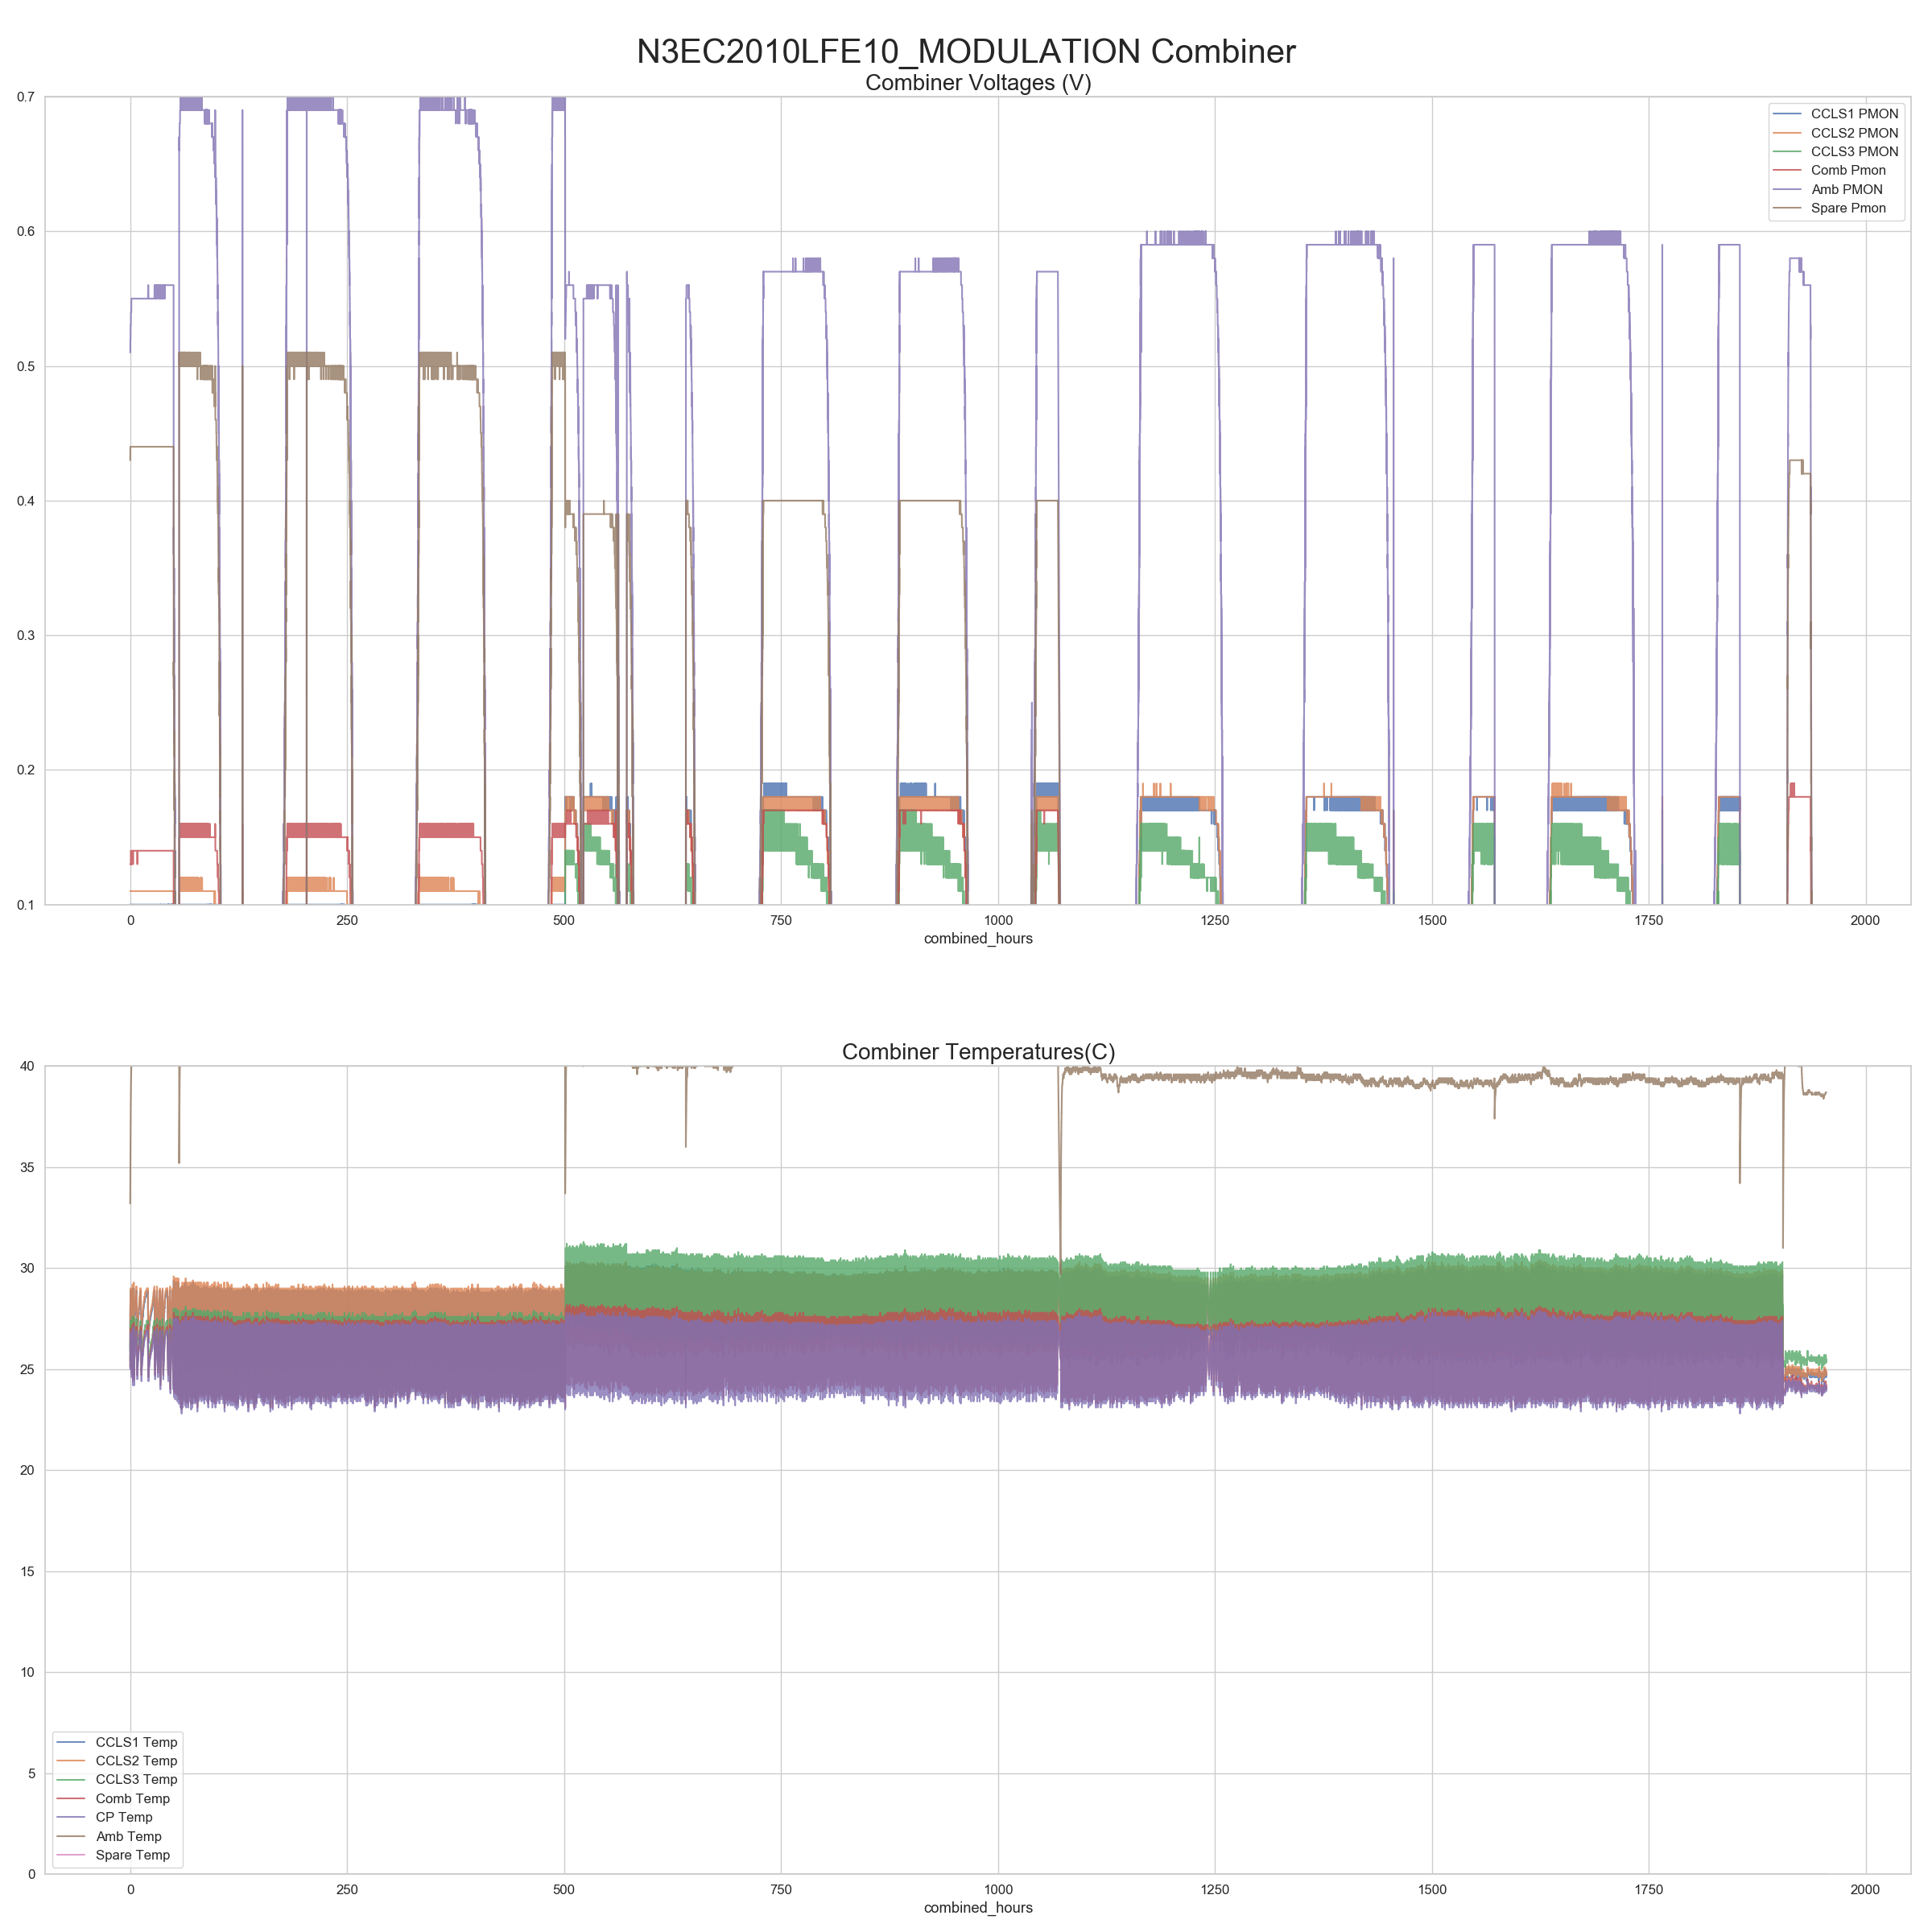 N3EC2010LFE10_MODULATION Combiner
Combiner Voltages (V)
0.7
0.6
0.5
0.4
0.3
0.2
0.1
CCLS1 PMON
CCLS2 PMON
CCLS3 PMON
Comb Pmon
Amb PMON
Spare Pmon
0 250 500 750 1000 1250 1500 1750 2000
combined_hours
Combiner Temperatures(C)
40
35
30
25
20
15
10
5
0
CCLS1 Temp
CCLS2 Temp
CCLS3 Temp
Comb Temp
CP Temp
Amb Temp
Spare Temp
0 250 500 750 1000 1250 1500 1750 2000
combined_hours